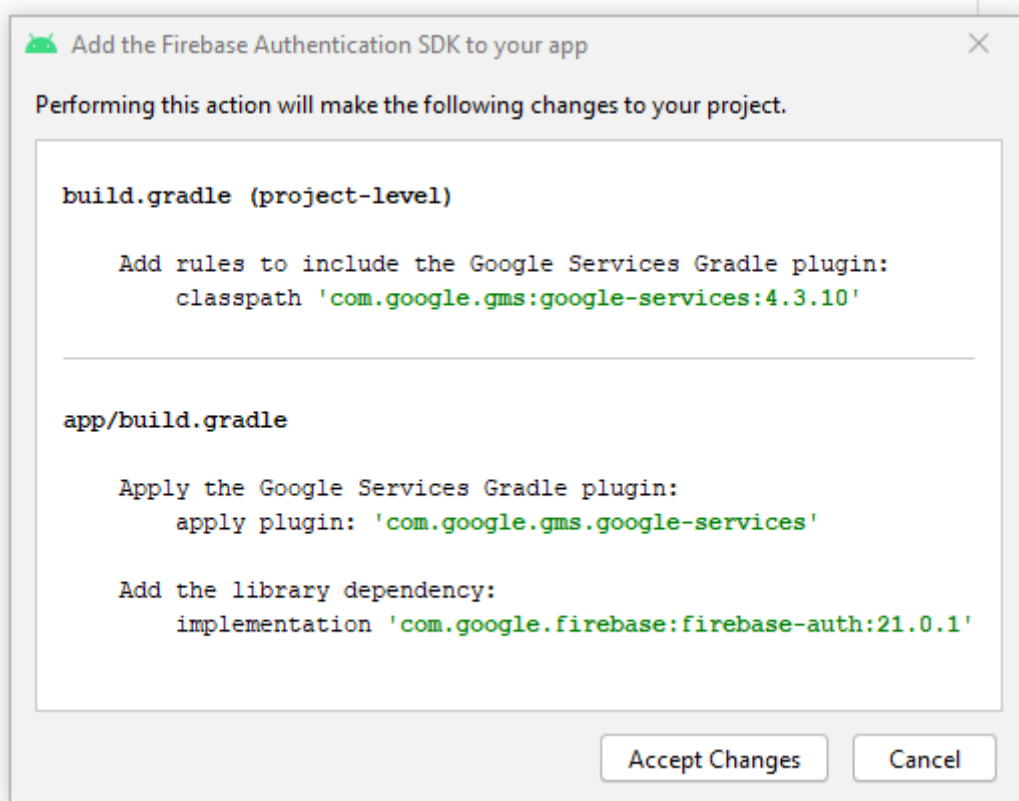 Add the Firebase Authentication SDK to your app
Performing this action will make the following changes to your project.
build.gradle (project-level)
Add rules to include the Google Services Gradle plugin:
classpath 'com.google.gms:google-services:4.3.10'
app/build.gradle
Apply the Google Services Gradle plugin:
apply plugin: 'com.google.gms.google-services'
Add the library dependency:
implementation 'com.google.firebase:firebase-auth:21.0.1'
Accept Changes
Cancel